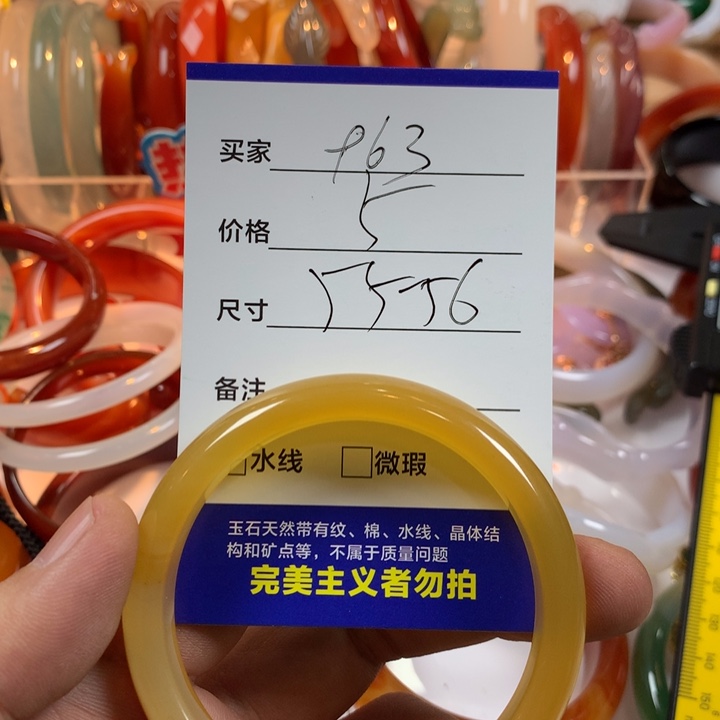 买家 963
价格 5
尺寸 55-56
备注
水线 微瑕
玉石天然带有纹、棉、水线、晶体结
构和矿点等，不属于质量问题
完美主义者勿拍